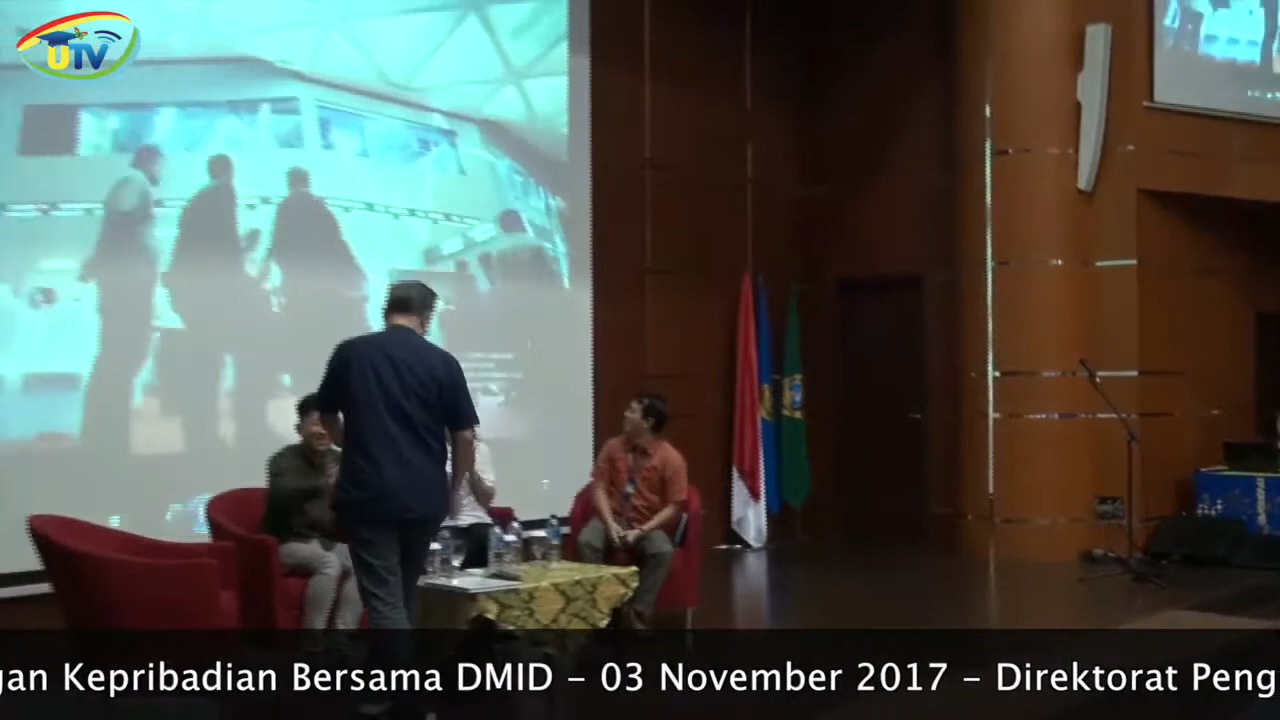 UTV
gan Kepribadian Bersama DMID – 03 November 2017 – Direktorat Peng